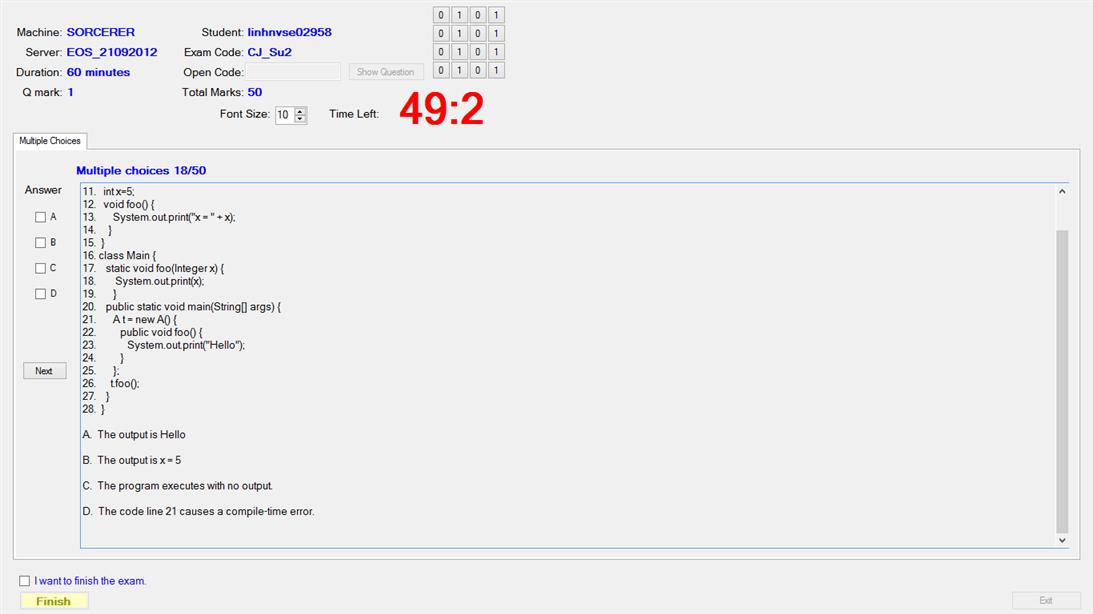 0 1 0 1
Machine: SORCERER Student: linhnvse02958
0 1 0 1
Server: EOS_21092012 Exam Code: CJ_Su2
0 1 0 1
Duration: 60 minutes Open Code: Show Question
0 1 0 1
Q mark: 1 Total Marks: 50
Font Size: 10 Time Left: 49:2
Multiple Choices
Multiple choices 18/50
Answer
A
B
C
D
Next
11. int x=5;
12. void foo() {
13. System.out.print("x = " + x);
14. }
15. }
16. class Main {
17. static void foo(Integer x) {
18. System.out.print(x);
19. }
20. public static void main(String[] args) {
21. A t = new A() {
22. public void foo() {
23. System.out.print("Hello");
24. }
25. };
26. t.foo();
27. }
28. }
A. The output is Hello
B. The output is x = 5
C. The program executes with no output.
D. The code line 21 causes a compile-time error.
I want to finish the exam.
Finish Exit